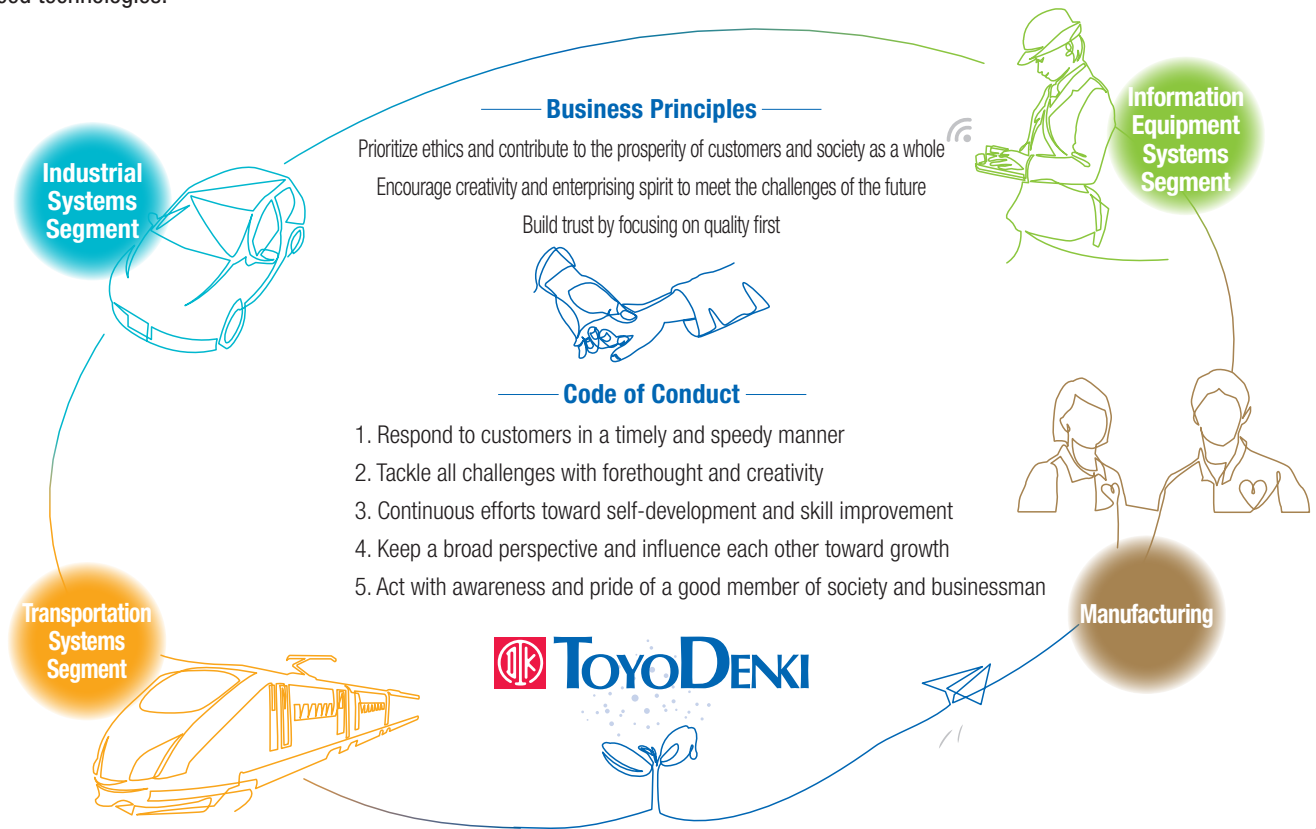 sed technologies.
Business Principles
Prioritize ethics and contribute to the prosperity of customers and society as a whole
Encourage creativity and enterprising spirit to meet the challenges of the future
Build trust by focusing on quality first
Industrial
Systems
Segment
Information
Equipment
Systems
Segment
Code of Conduct
1. Respond to customers in a timely and speedy manner
2. Tackle all challenges with forethought and creativity
3. Continuous efforts toward self-development and skill improvement
4. Keep a broad perspective and influence each other toward growth
5. Act with awareness and pride of a good member of society and businessman
Transportation
Systems
Segment
Manufacturing
TOYODENKI